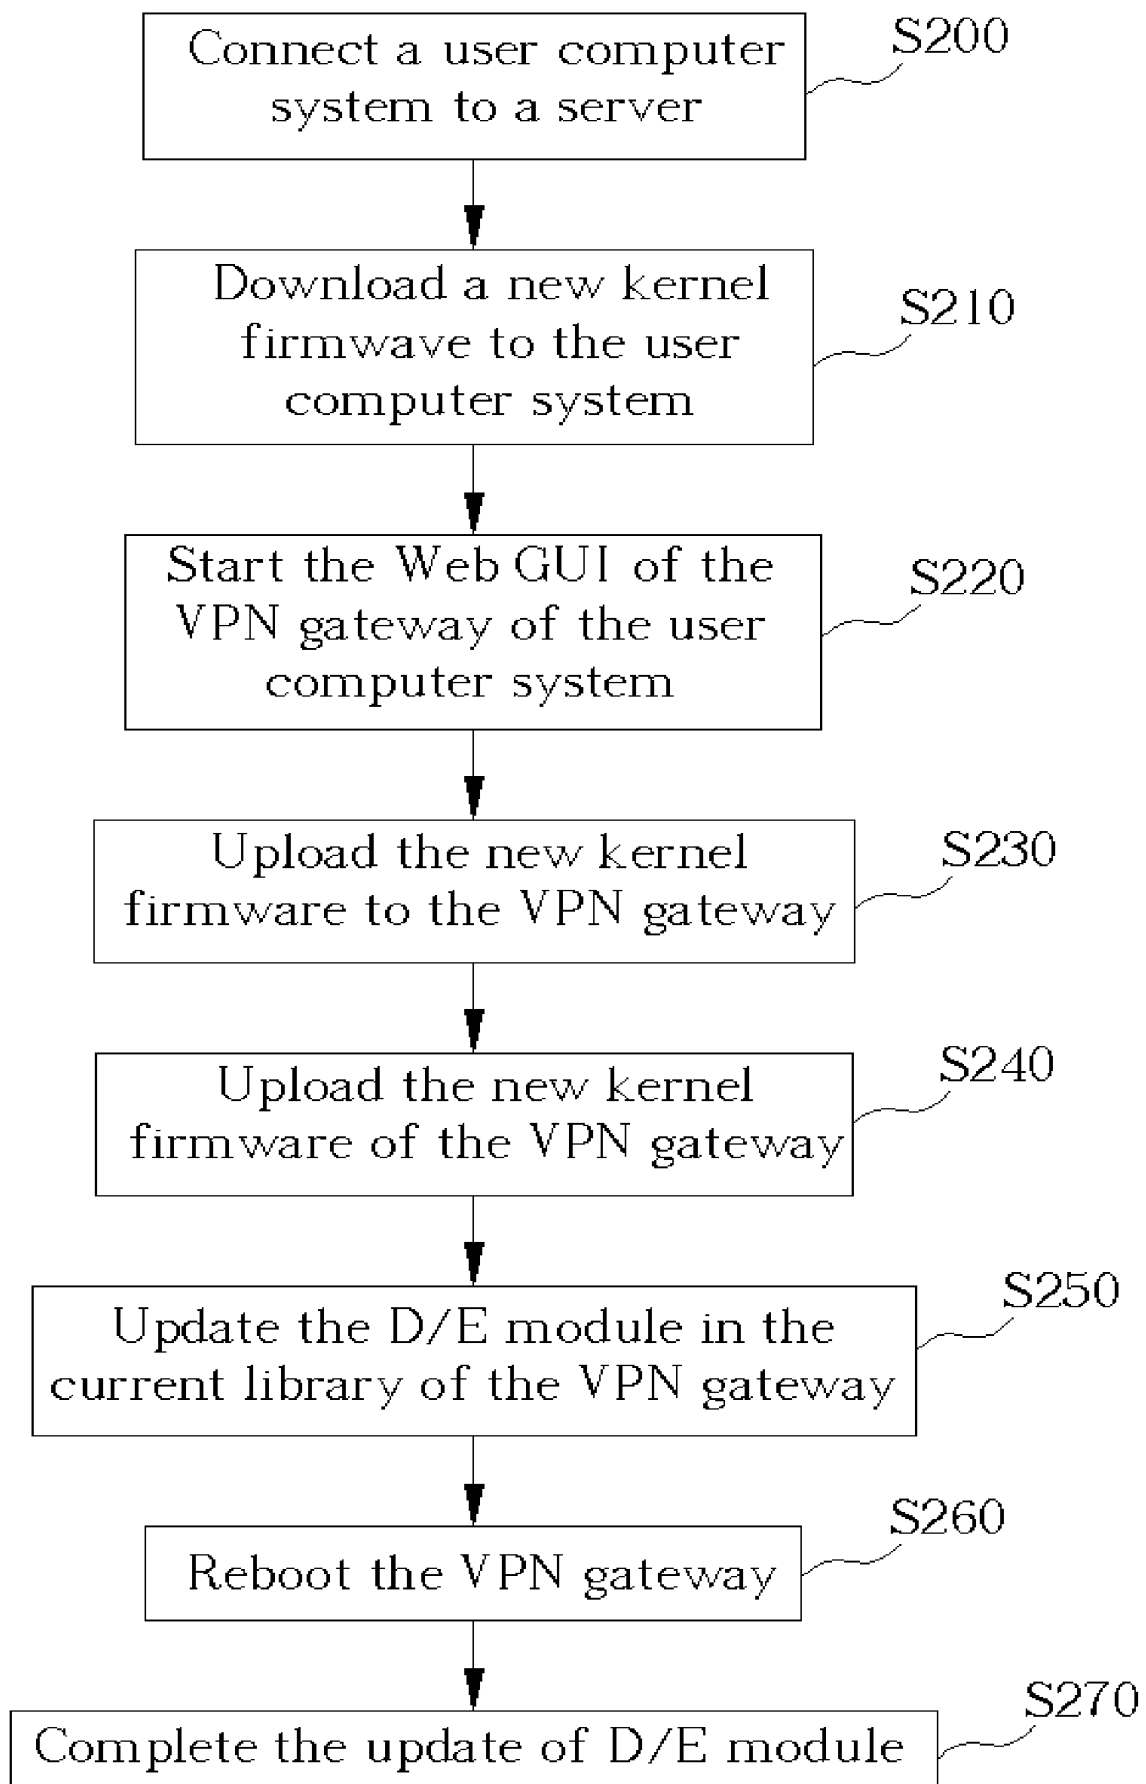 Connect a user computer
system to a server
S200
Download a new kernel
firmwave to the user
computer system
S210
Start the Web GUI of the
VPN gateway of the user
computer system
S220
Upload the new kernel
firmware to the VPN gateway
S230
Upload the new kernel
firmware of the VPN gateway
S240
Update the D/E module in the
current library of the VPN gateway
S250
Reboot the VPN gateway
S260
Complete the update of D/E module
S270